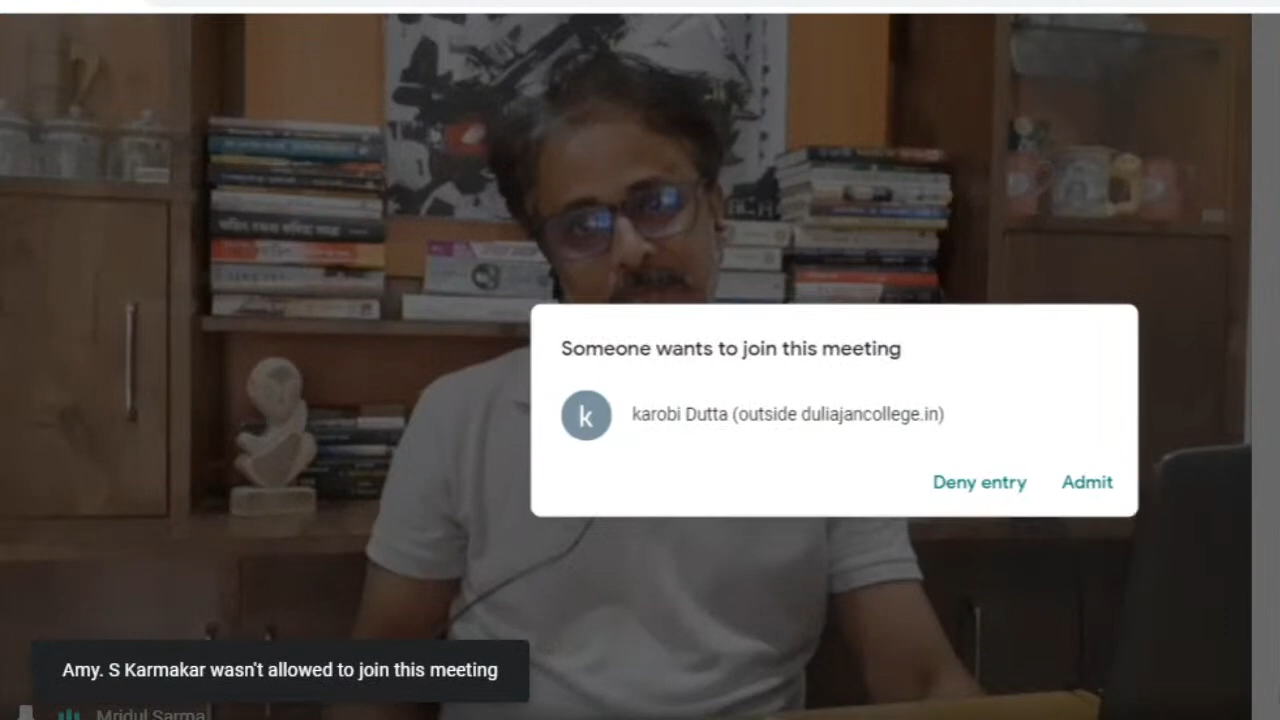 Someone wants to join this meeting
k
karobi Dutta (outside duliajancollege.in)
Deny entry
Admit
Amy. S Karmakar wasn't allowed to join this meeting
Mridul Sarma